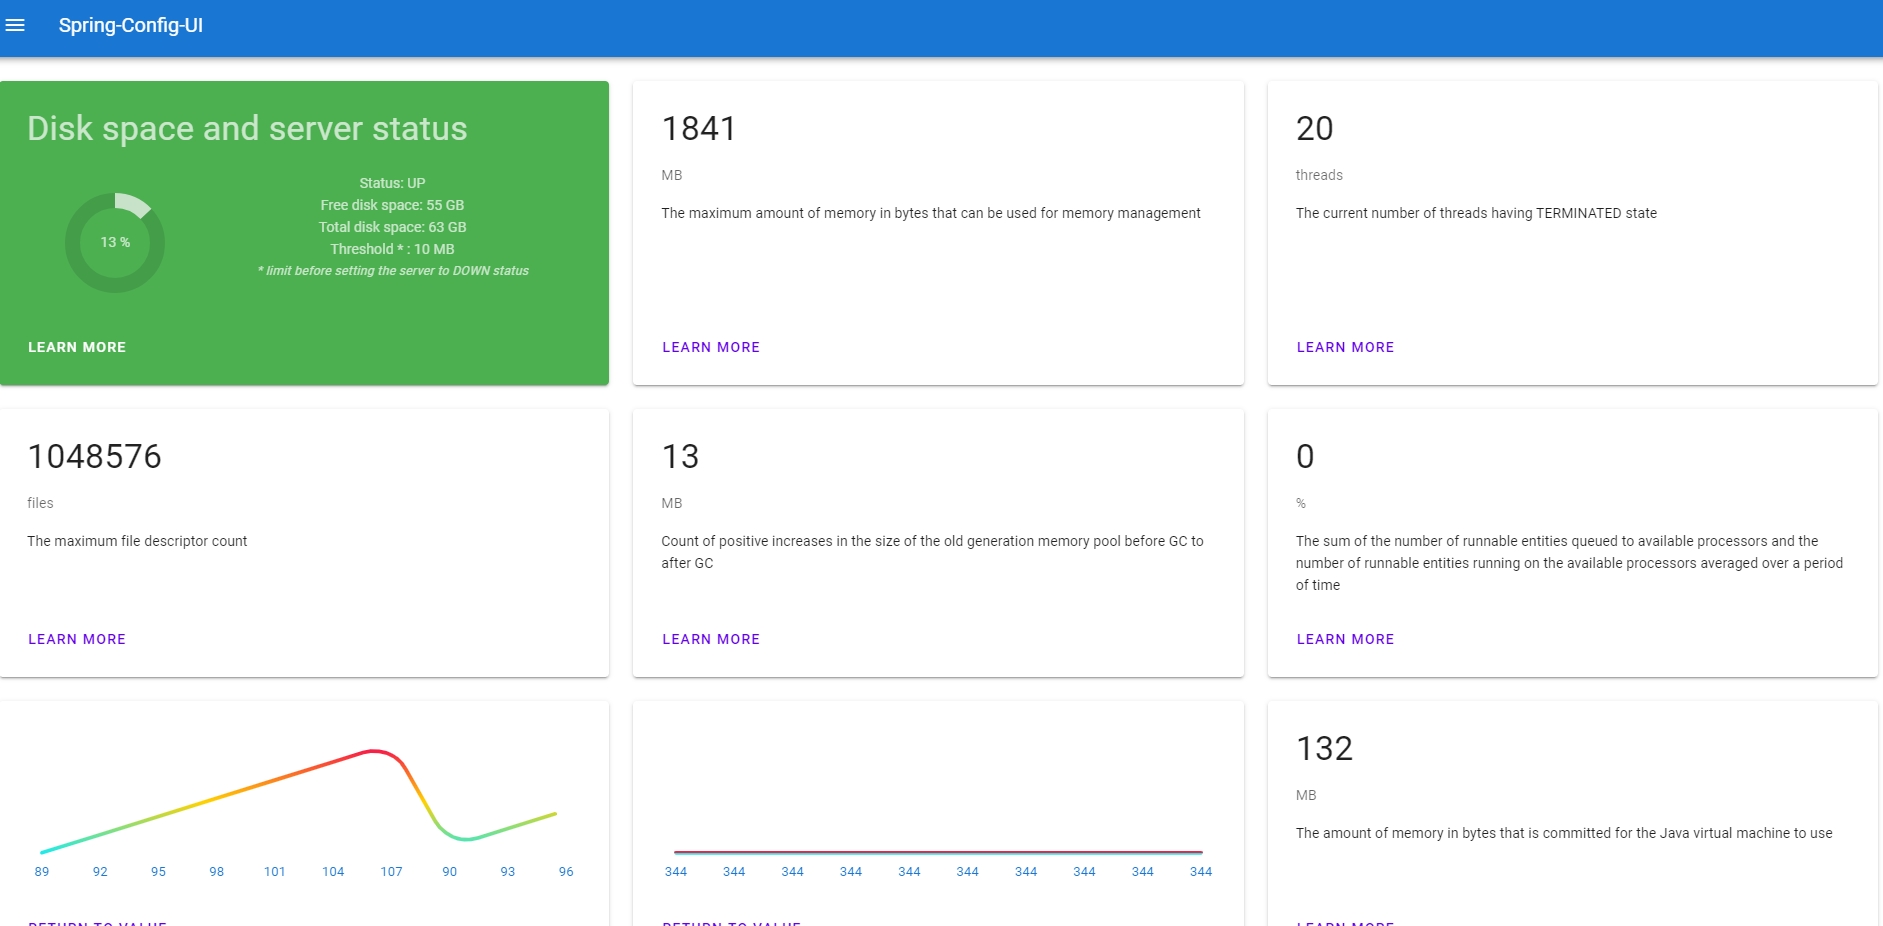 Spring-Config-UI
Disk space and server status
13 %
Status: UP
Free disk space: 55 GB
Total disk space: 63 GB
Threshold * : 10 MB
* limit before setting the server to DOWN status
LEARN MORE
1841
MB
The maximum amount of memory in bytes that can be used for memory management
LEARN MORE
20
threads
The current number of threads having TERMINATED state
LEARN MORE
1048576
files
The maximum file descriptor count
LEARN MORE
13
MB
Count of positive increases in the size of the old generation memory pool before GC to
after GC
LEARN MORE
0
%
The sum of the number of runnable entities queued to available processors and the
number of runnable entities running on the available processors averaged over a period
of time
LEARN MORE
89 92 95 98 101 104 107 90 93 96
RETURN TO VALUE
344 344 344 344 344 344 344 344 344 344
RETURN TO VALUE
132
MB
The amount of memory in bytes that is committed for the Java virtual machine to use
LEARN MORE